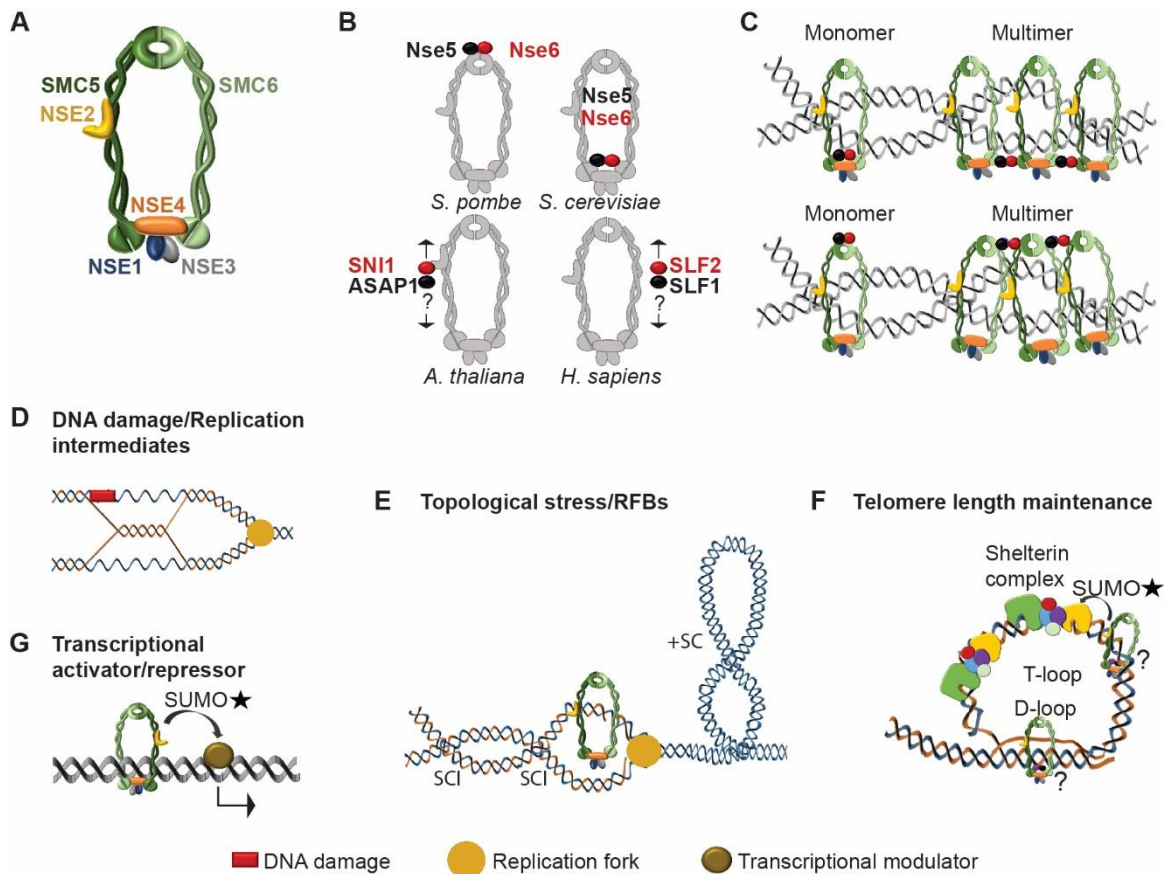 A
SMC5
SMC6
NSE2
NSE4
NSE1
NSE3
B
Nse5
Nse6
Nse5
Nse6
S. pombe
S. cerevisiae
SNI1
ASAP1
?
SLF2
SLF1
?
A. thaliana
H. sapiens
C
Monomer
Multimer
Monomer
Multimer
D
DNA damage/Replication
intermediates
E
Topological stress/RFBs
+SC
SCI
SCI
F
Telomere length maintenance
Shelterin
complex
SUMO★
T-loop
D-loop
?
?
G
Transcriptional
activator/repressor
SUMO★
DNA damage
Replication fork
Transcriptional modulator